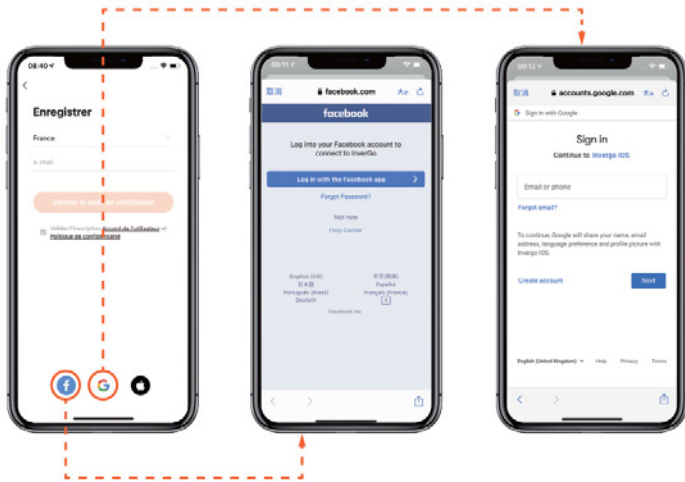 08:40
Enregistrer
France
e-mail
Obtenir le code de vérification
Valider l'inscription Accord de l'utilisateur et
Politique de confidentialité
09:11
取消
facebook.com
大小
facebook
Log into your Facebook account to
connect to InverGo
Log in with the Facebook app
Forgot Password?
Not now
Help Center
English (US)
中文(简体)
日本語
Español
Português (Brasil)
Français (France)
Deutsch
+
Facebook Inc.
09:12
取消
accounts.google.com
大小
Sign in with Google
Sign in
Continue to Invergo IOS
Email or phone
Forgot email?
To continue, Google will share your name, email
address, language preference and profile picture with
Invergo IOS.
Create account
Next
English (United Kingdom)
Help
Privacy
Terms